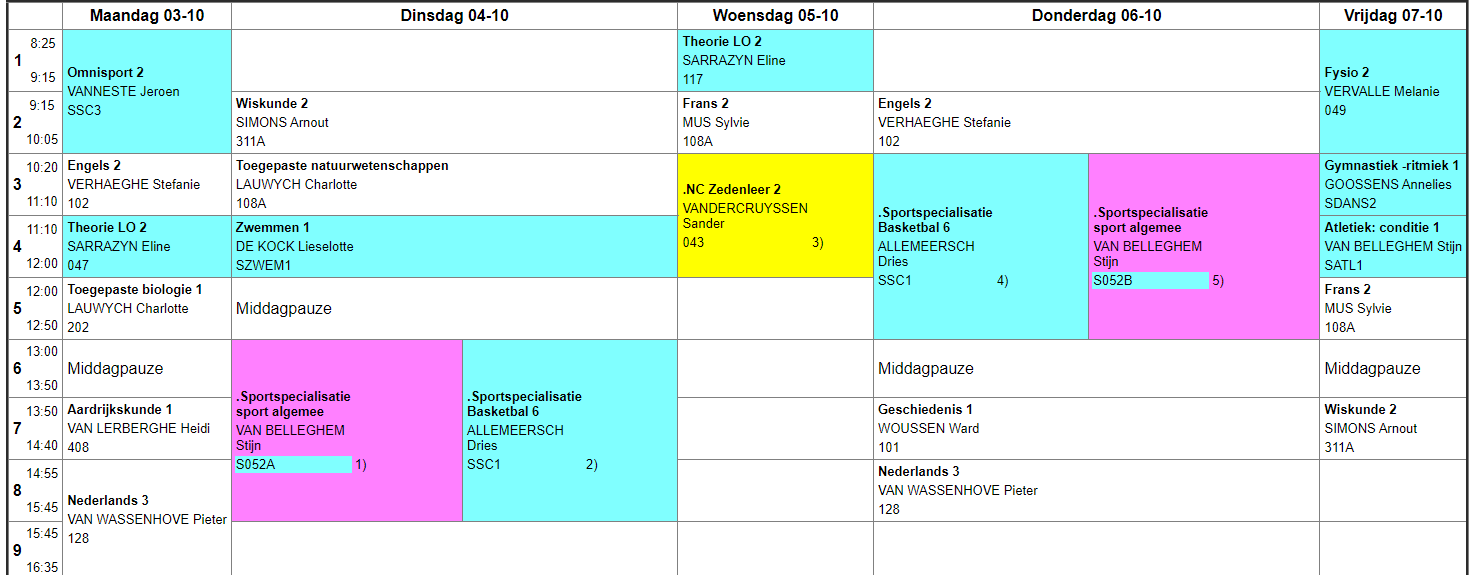 Maandag 03-10
Dinsdag 04-10
Woensdag 05-10
Donderdag 06-10
Vrijdag 07-10
1
8:25
9:15
Omnisport 2
VANNESTE Jeroen
SSC3
Theorie LO 2
SARRAZYN Eline
117
Fysio 2
VERVALLE Melanie
049
2
9:15
10:05
Wiskunde 2
SIMONS Arnout
311A
Frans 2
MUS Sylvie
108A
Engels 2
VERHAEGHE Stefanie
102
3
10:20
11:10
Engels 2
VERHAEGHE Stefanie
102
Toegepaste natuurwetenschappen
LAUWYCH Charlotte
108A
.NC Zedenleer 2
VANDERCRUYSSEN
Sander
043 3)
.Sportspecialisatie
Basketbal 6
ALLEMEERSCH
Dries
SSC1 4)
.Sportspecialisatie
sport algemee
VAN BELLEGHEM
Stijn
S052B 5)
Gymnastiek -ritmiek 1
GOOSSENS Annelies
SDANS2
4
11:10
12:00
Theorie LO 2
SARRAZYN Eline
047
Zwemmen 1
DE KOCK Lieselotte
SZWEM1
Atletiek: conditie 1
VAN BELLEGHEM Stijn
SATL1
5
12:00
12:50
Toegepaste biologie 1
LAUWYCH Charlotte
202
Middagpauze
Frans 2
MUS Sylvie
108A
6
13:00
13:50
Middagpauze
.Sportspecialisatie
sport algemee
VAN BELLEGHEM
Stijn
S052A 1)
.Sportspecialisatie
Basketbal 6
ALLEMEERSCH
Dries
SSC1 2)
Middagpauze
Middagpauze
7
13:50
14:40
Aardrijkskunde 1
VAN LERBERGHE Heidi
408
Geschiedenis 1
WOUSSEN Ward
101
Wiskunde 2
SIMONS Arnout
311A
8
14:55
15:45
Nederlands 3
VAN WASSENHOVE Pieter
128
Nederlands 3
VAN WASSENHOVE Pieter
128
9
15:45
16:35